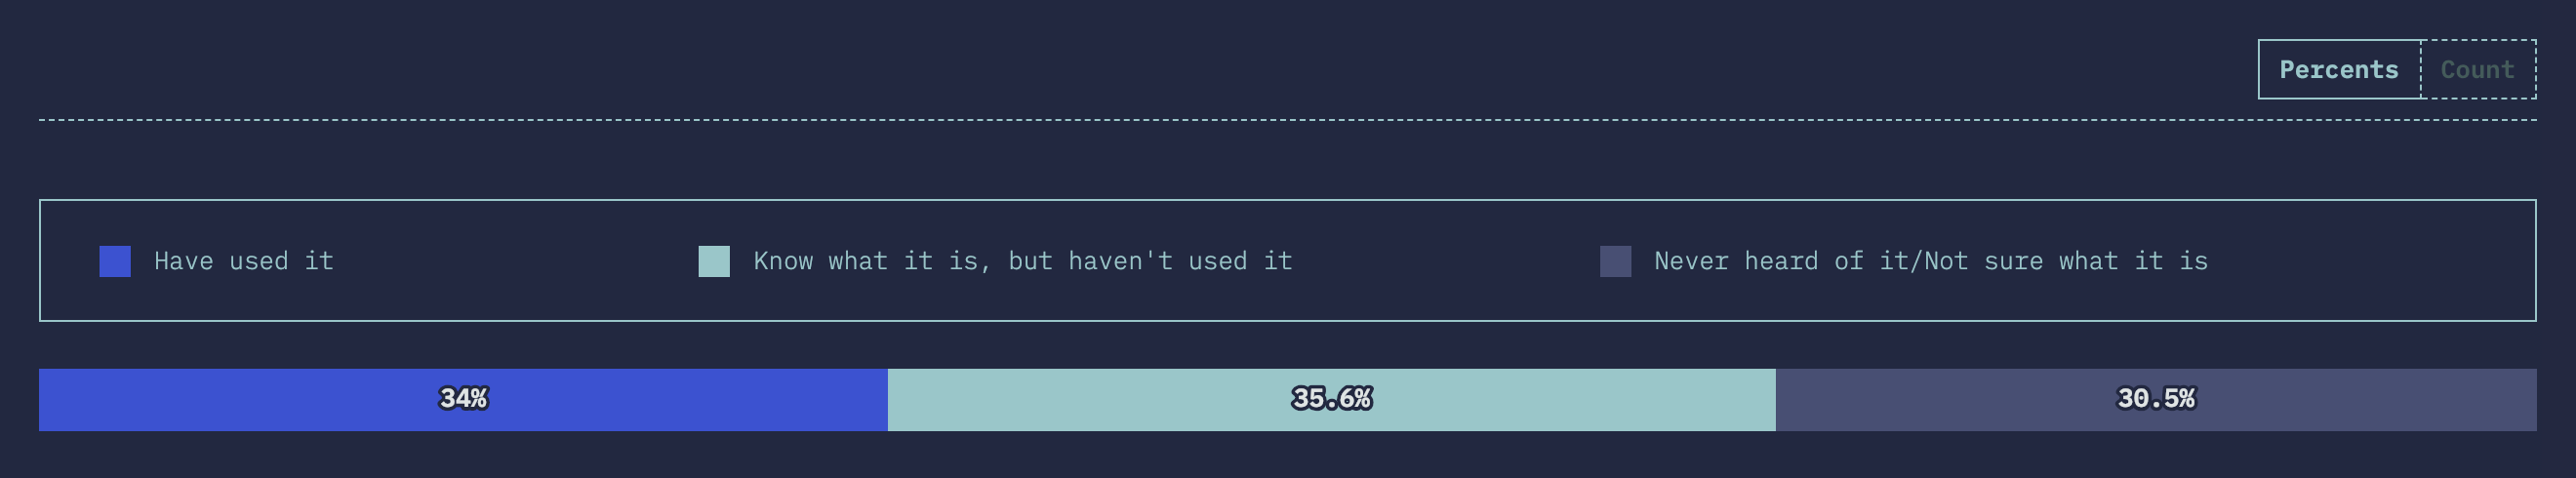 Percents Count
Have used it Know what it is, but haven't used it Never heard of it/Not sure what it is
34% 35.6% 30.5%